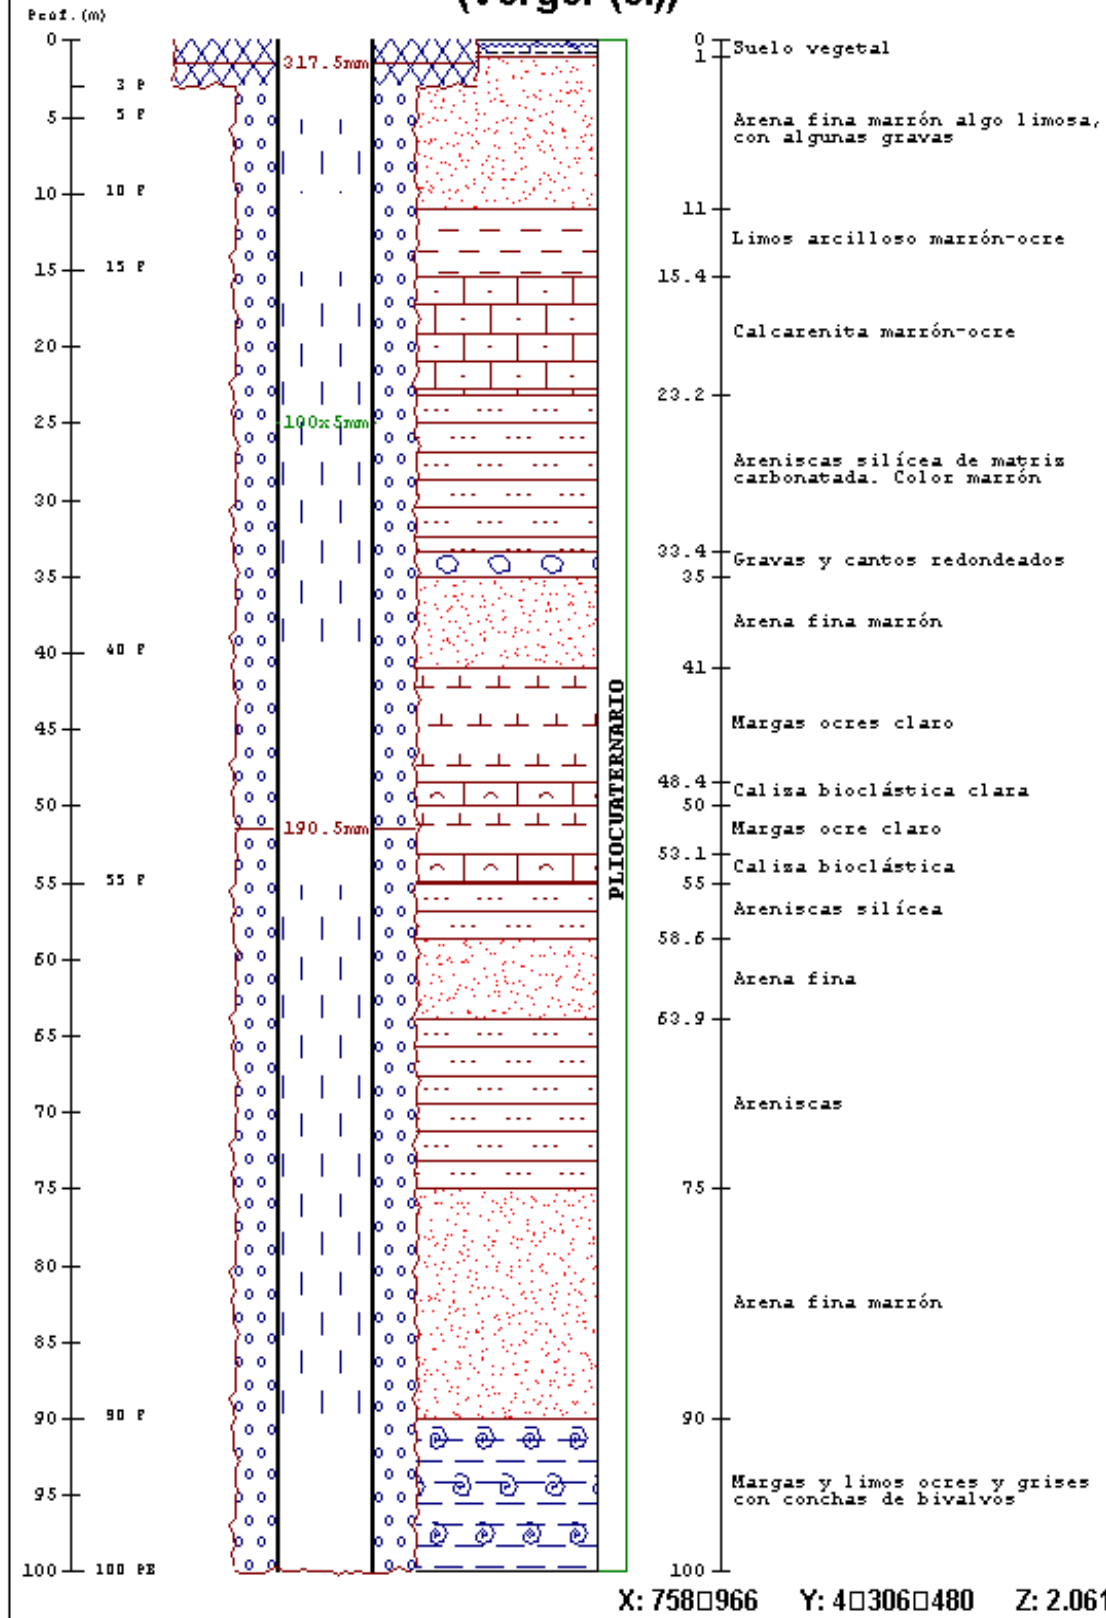 (Verger (el))
Prof.(m)
0
317.5mm
0
Suelo vegetal
1
3 P
5
5 F
Arena fina marrón algo limosa,
con algunas gravas
10
10 F
11
Limos arcilloso marrón-ocre
15
15 F
15.4
Calcarenita marrón-ocre
20
23.2
25
100x5mm
Areniscas silícea de matriz
carbonatada. Color marrón
30
33.4
Gravas y cantos redondeados
35
35
Arena fina marrón
40
40 F
41
Margas ocres claro
45
48.4
Caliza bioclástica clara
50
50
190.5mm
Margas ocre claro
53.1
Caliza bioclástica
55
55 F
55
Areniscas silícea
58.6
60
Arena fina
63.9
65
70
Areniscas
75
75
80
Arena fina marrón
85
90
90 F
90
95
Margas y limos ocres y grises
con conchas de bivalvos
100
100 PE
100
PLIOCUATERNARIO
X: 758□966 Y: 4□306□480 Z: 2.061